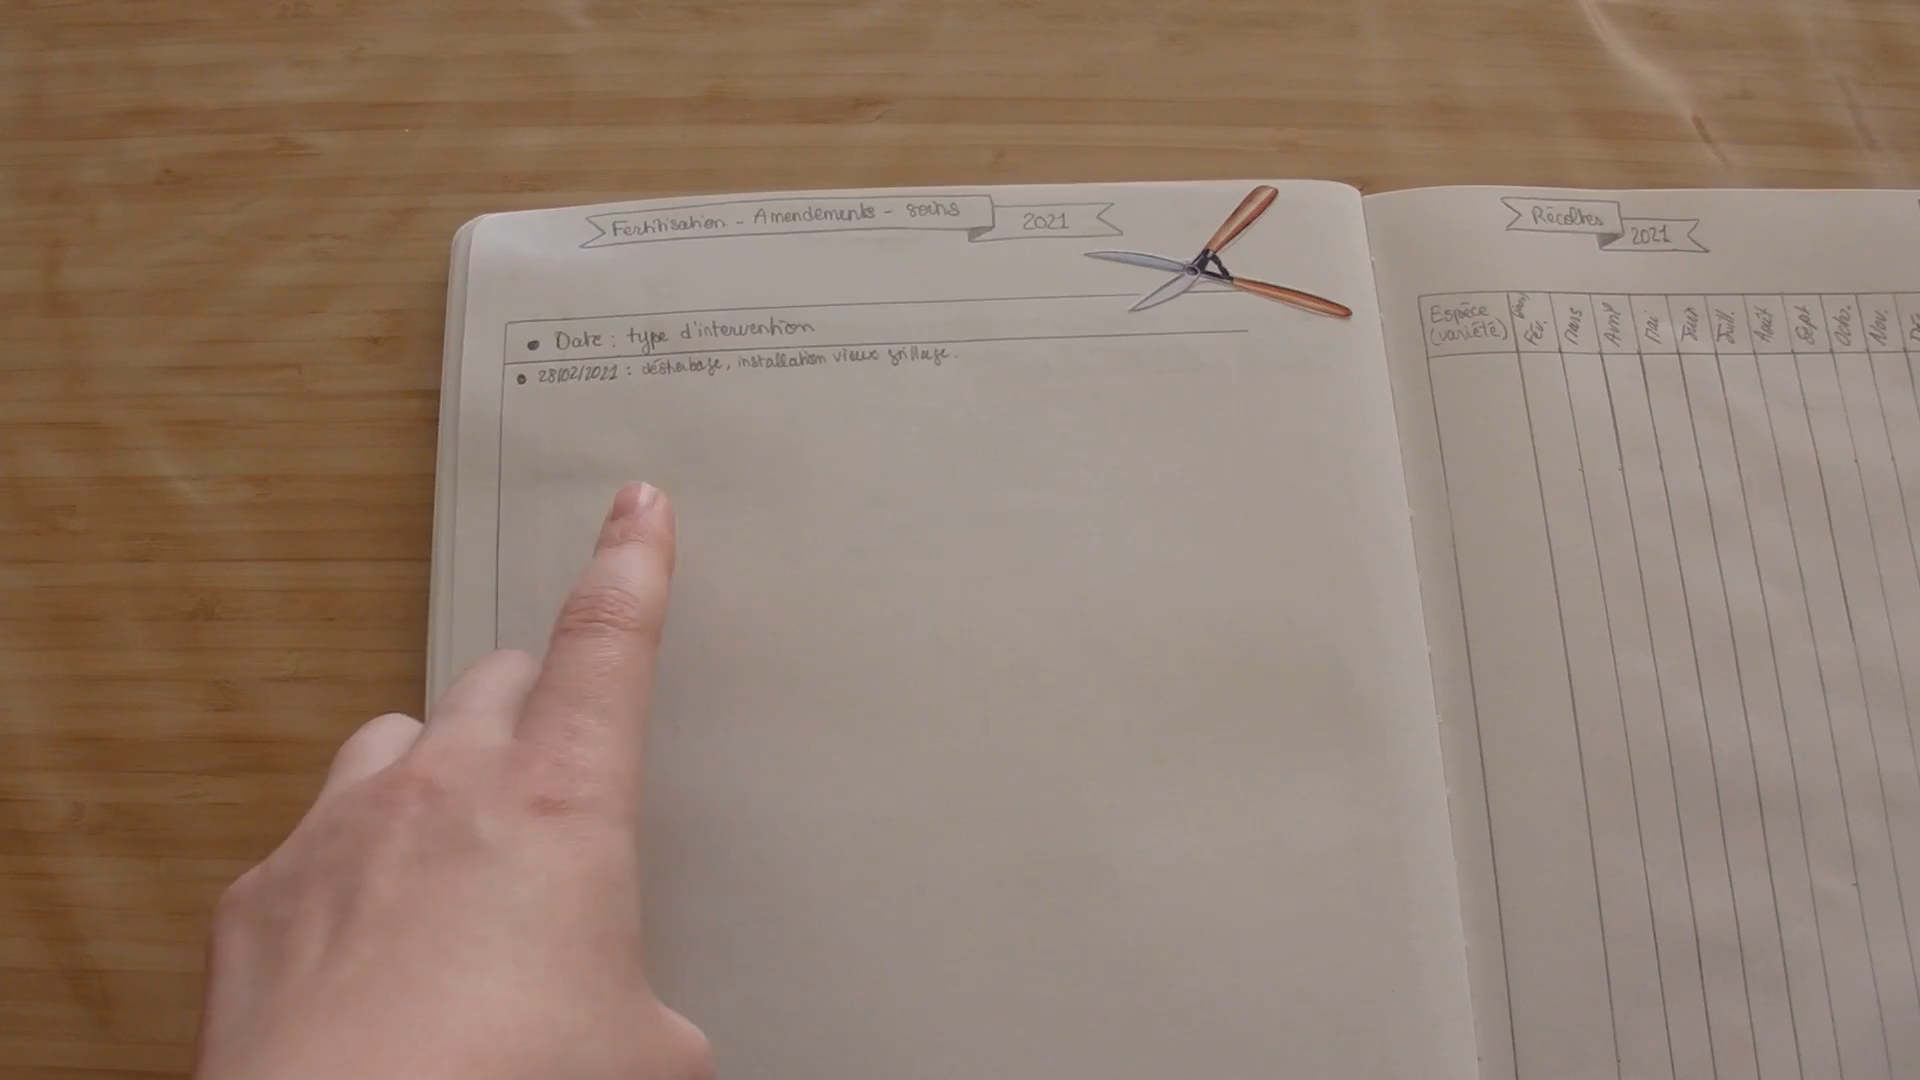 Fertilisation - Amendements - soins 2021
• Date : type d'intervention
• 28/02/2021 : désherbage, installation vieux grillage.
Récoltes 2021
Espèce (variété) Fév. Mars Avril Mai Juin Juill. Août Sept Octo. Nov.